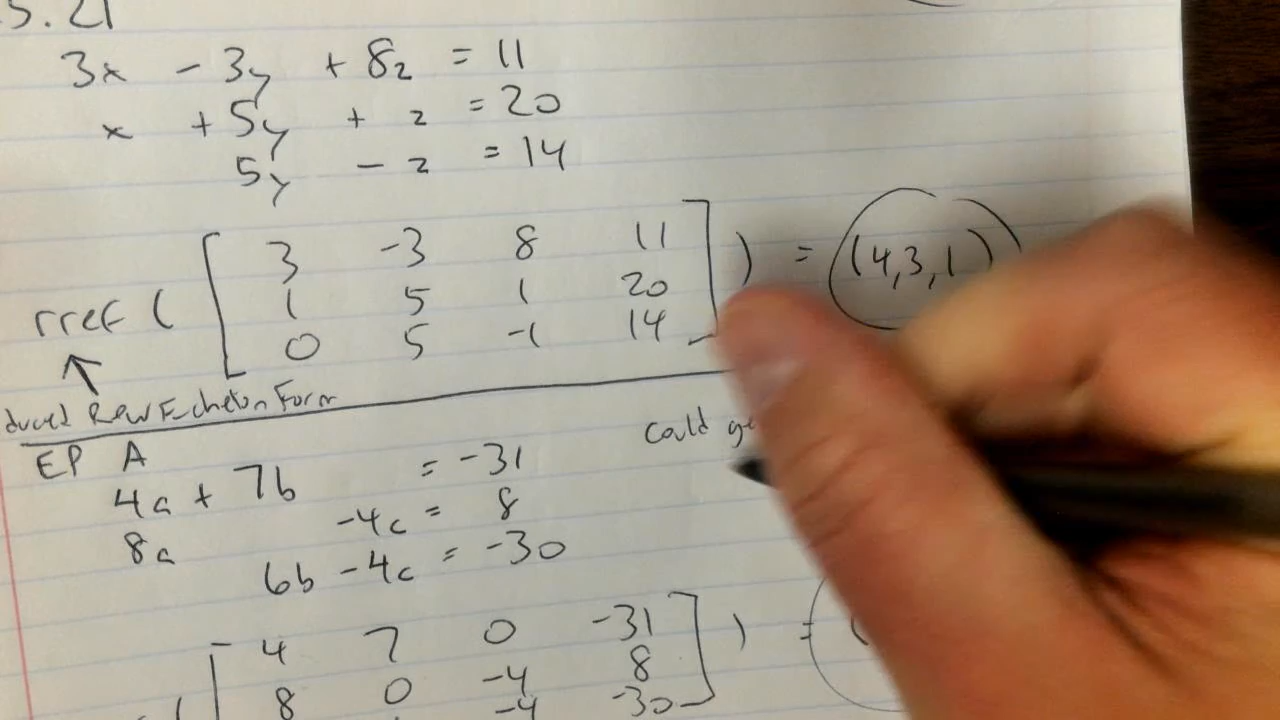 5.21
3x - 3y + 8z = 11
x + 5y + z = 20
5y - z = 14
rref ( [ 3 -3 8 11
1 5 1 20
0 5 -1 14 ] ) = (4,3,1)
Row Echelon Form
EP A
4a + 7b = -31
8a -4c = 8
6b - 4c = -30
could
[ 4 7 0 -31
8 0 -4 8
-4 -30 ] ) = (